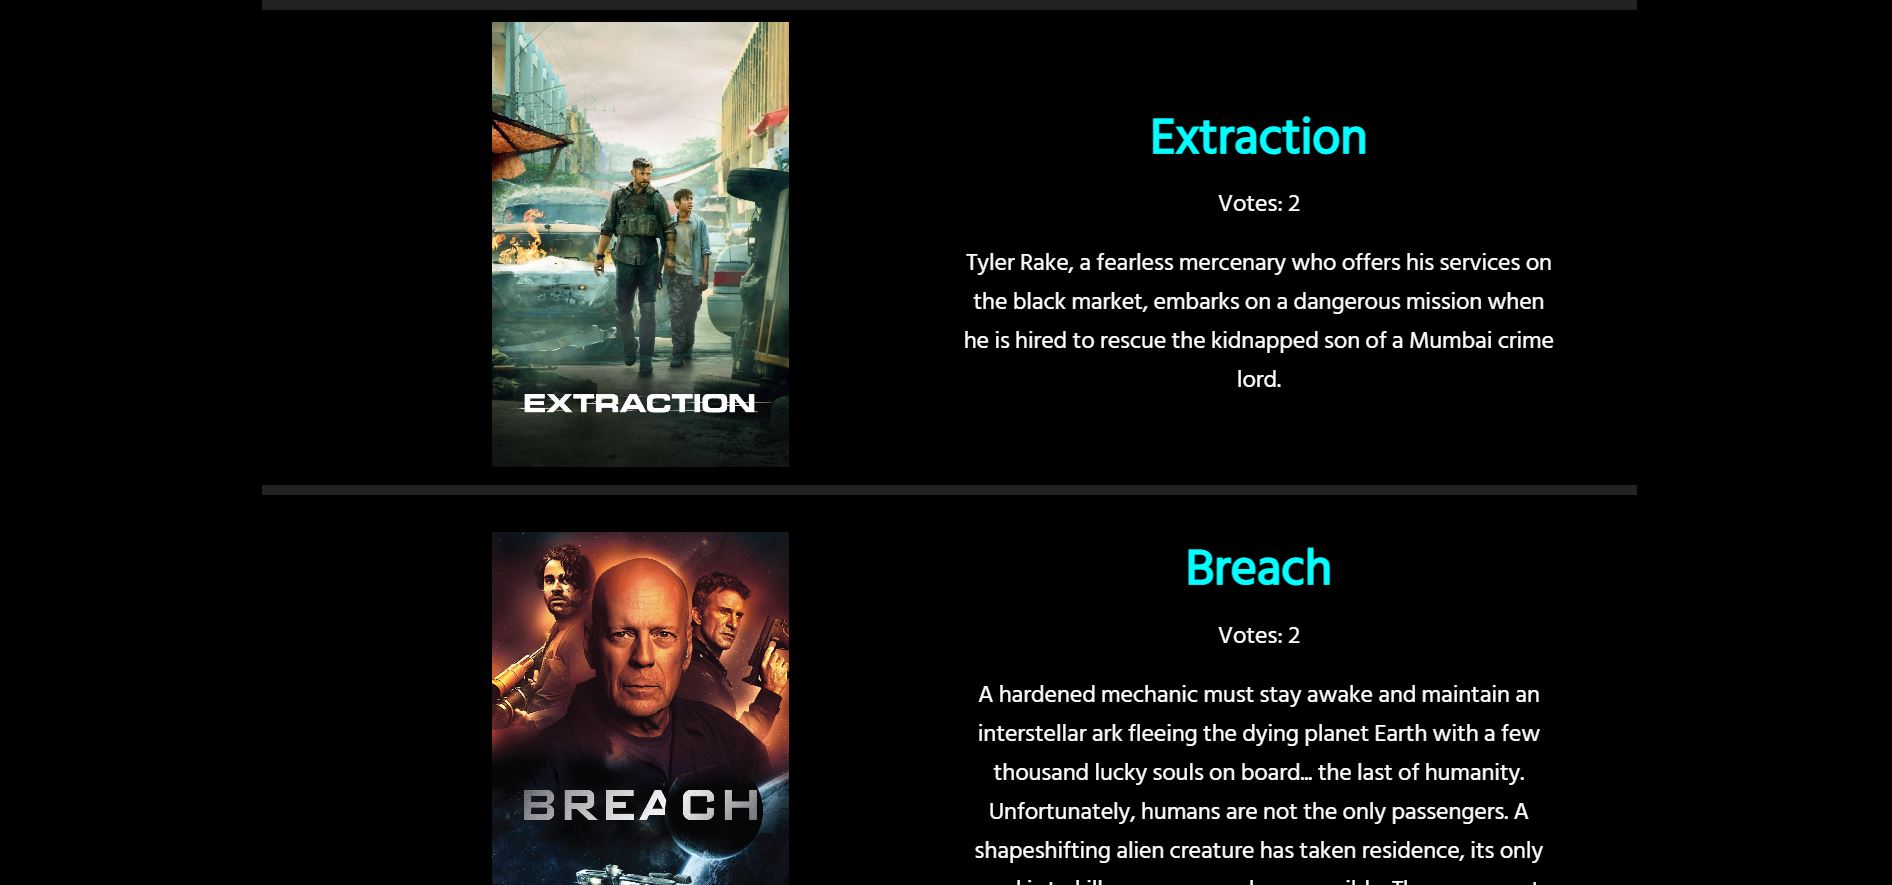 EXTRACTION
Extraction
Votes: 2
Tyler Rake, a fearless mercenary who offers his services on
the black market, embarks on a dangerous mission when
he is hired to rescue the kidnapped son of a Mumbai crime
lord.
BREACH
Breach
Votes: 2
A hardened mechanic must stay awake and maintain an
interstellar ark fleeing the dying planet Earth with a few
thousand lucky souls on board... the last of humanity.
Unfortunately, humans are not the only passengers. A
shapeshifting alien creature has taken residence, its only